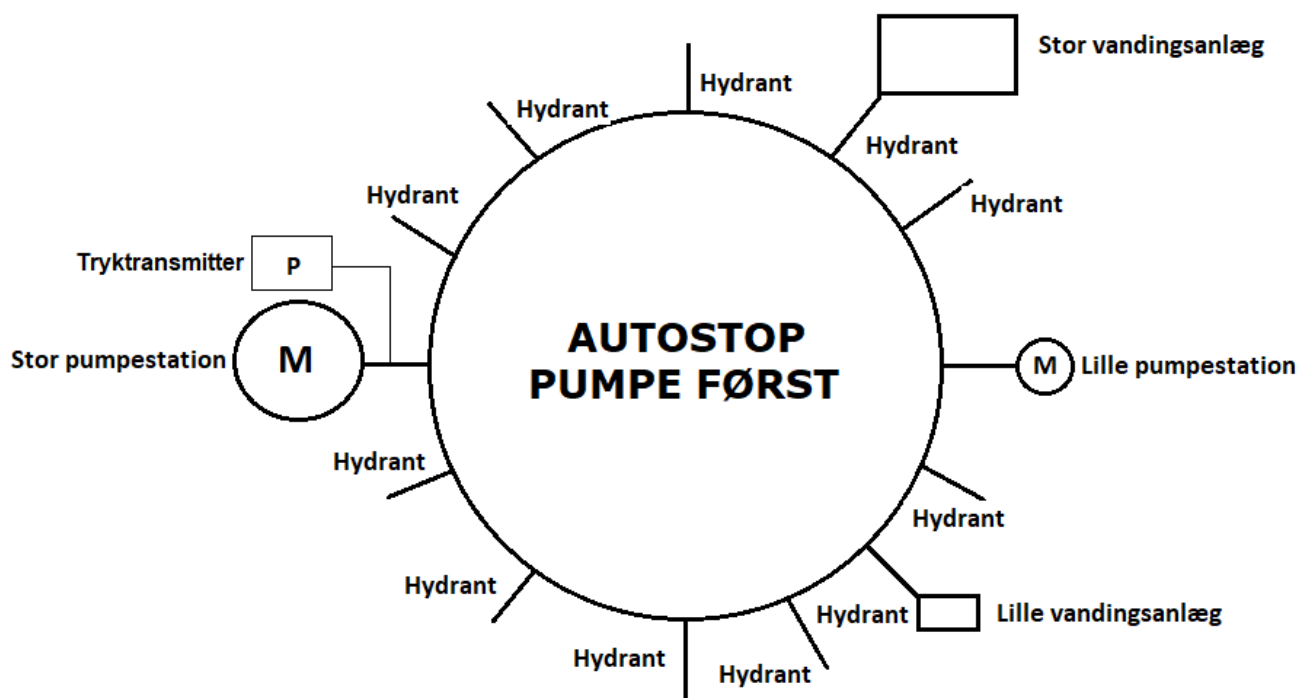 Stor vandingsanlæg
Hydrant
Hydrant
Hydrant
Hydrant
Hydrant
Hydrant
Tryktransmitter
P
AUTOSTOP
PUMPE FØRST
Stor pumpestation
M
M
Lille pumpestation
Hydrant
Hydrant
Hydrant
Hydrant
Lille vandingsanlæg
Hydrant
Hydrant